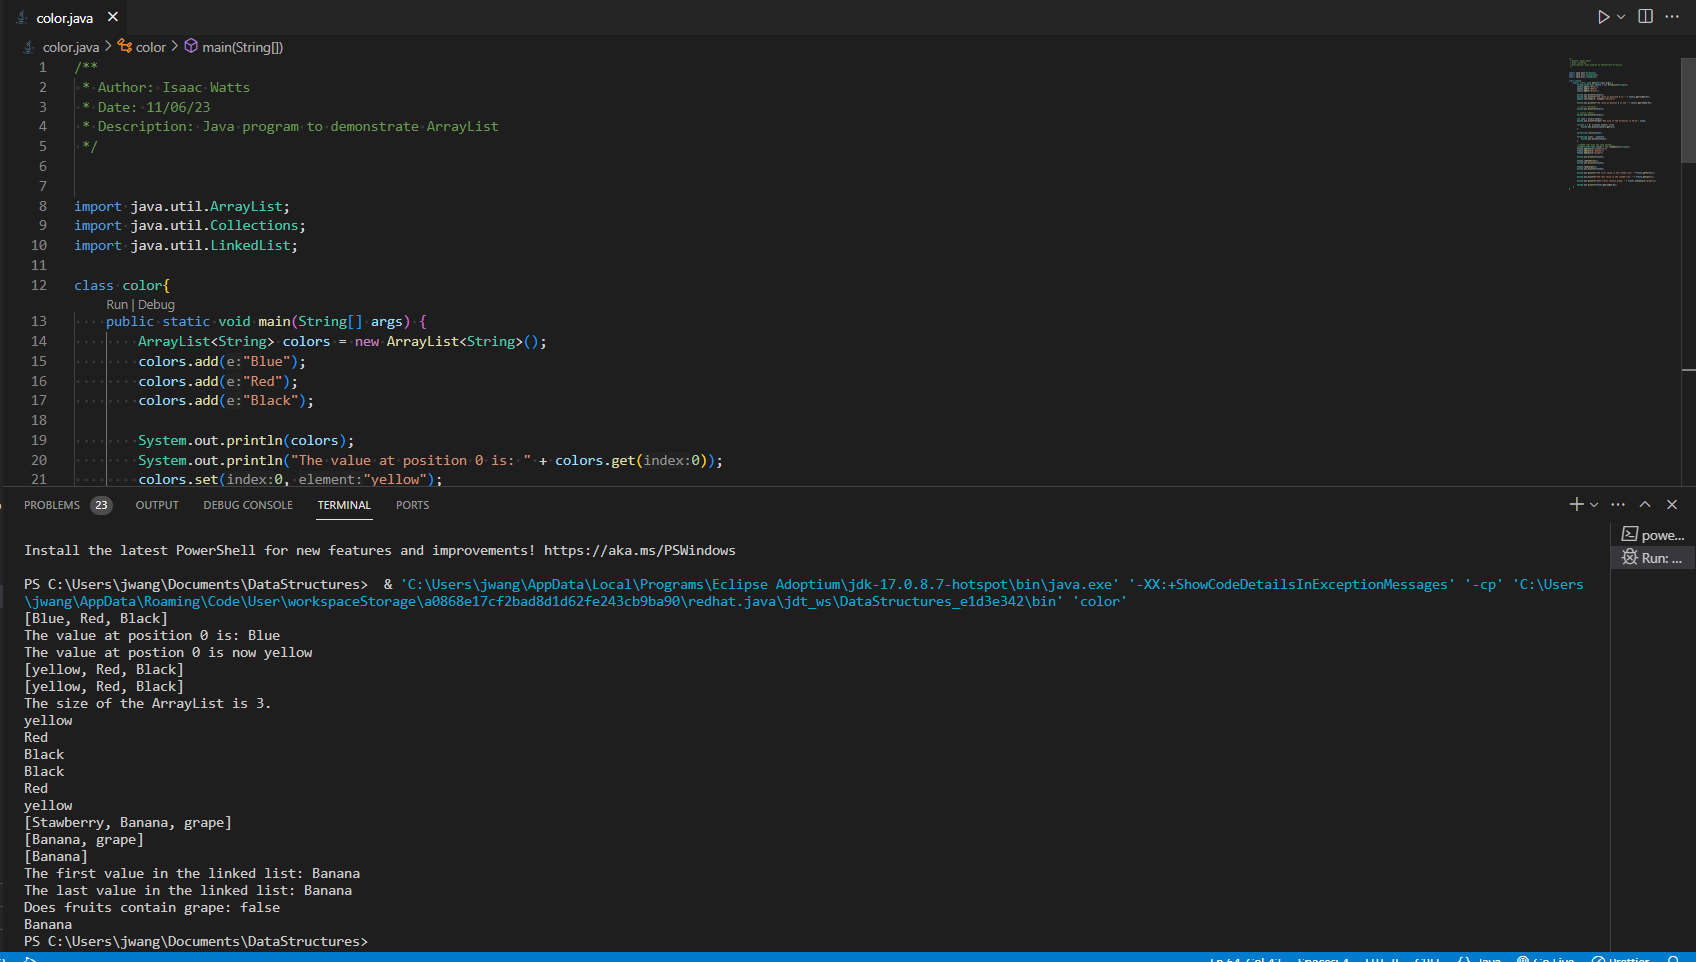 color.java
color.java > color > main(String[])
1 /**
2 * Author: Isaac Watts
3 * Date: 11/06/23
4 * Description: Java program to demonstrate ArrayList
5 */
6
7
8 import java.util.ArrayList;
9 import java.util.Collections;
10 import java.util.LinkedList;
11
12 class color{
Run | Debug
13 public static void main(String[] args) {
14 ArrayList<String> colors = new ArrayList<String>();
15 colors.add(e:"Blue");
16 colors.add(e:"Red");
17 colors.add(e:"Black");
18
19 System.out.println(colors);
20 System.out.println("The value at position 0 is: " + colors.get(index:0));
21 colors.set(index:0, element:"yellow");
PROBLEMS 23 OUTPUT DEBUG CONSOLE TERMINAL PORTS
powe...
Run: ...
Install the latest PowerShell for new features and improvements! https://aka.ms/PSWindows
PS C:\Users\jwang\Documents\DataStructures> & 'C:\Users\jwang\AppData\Local\Programs\Eclipse Adoptium\jdk-17.0.8.7-hotspot\bin\java.exe' '-XX:+ShowCodeDetailsInExceptionMessages' '-cp' 'C:\Users
\jwang\AppData\Roaming\Code\User\workspaceStorage\a0868e17cf2bad8d1d62fe243cb9ba90\redhat.java\jdt_ws\DataStructures_e1d3e342\bin' 'color'
[Blue, Red, Black]
The value at position 0 is: Blue
The value at postion 0 is now yellow
[yellow, Red, Black]
[yellow, Red, Black]
The size of the ArrayList is 3.
yellow
Red
Black
Black
Red
yellow
[Stawberry, Banana, grape]
[Banana, grape]
[Banana]
The first value in the linked list: Banana
The last value in the linked list: Banana
Does fruits contain grape: false
Banana
PS C:\Users\jwang\Documents\DataStructures>